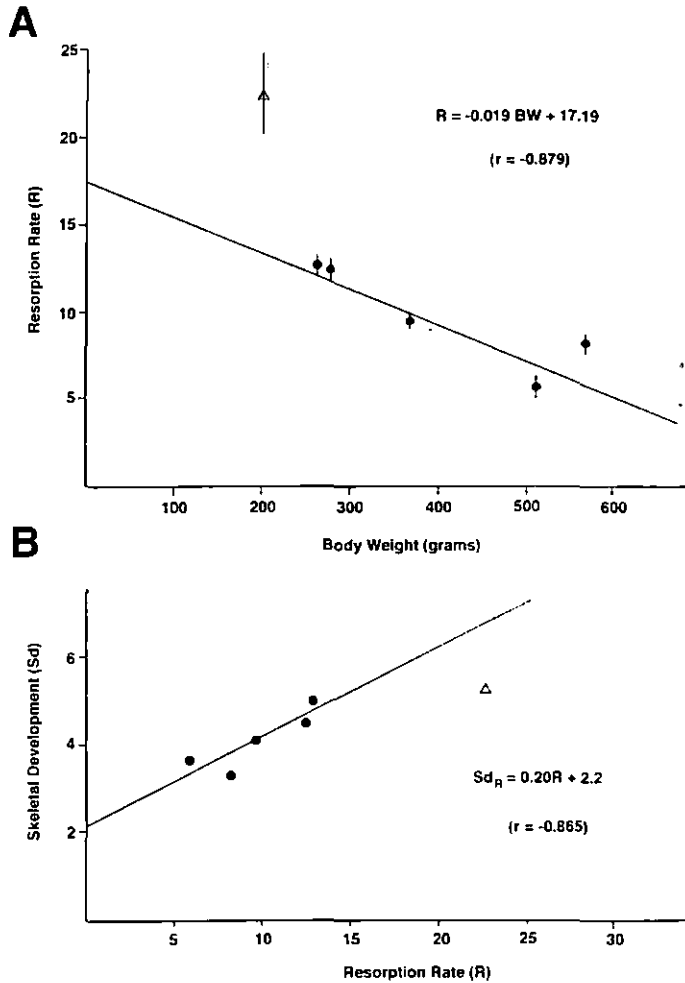 A
25
20
15
10
5
Resorption Rate (R)
R = -0.019 BW + 17.19
(r = -0.879)
100 200 300 400 500 600
Body Weight (grams)
B
6
4
2
Skeletal Development (Sd)
Sd_R = 0.20R + 2.2
(r = -0.865)
5 10 15 20 25 30
Resorption Rate (R)